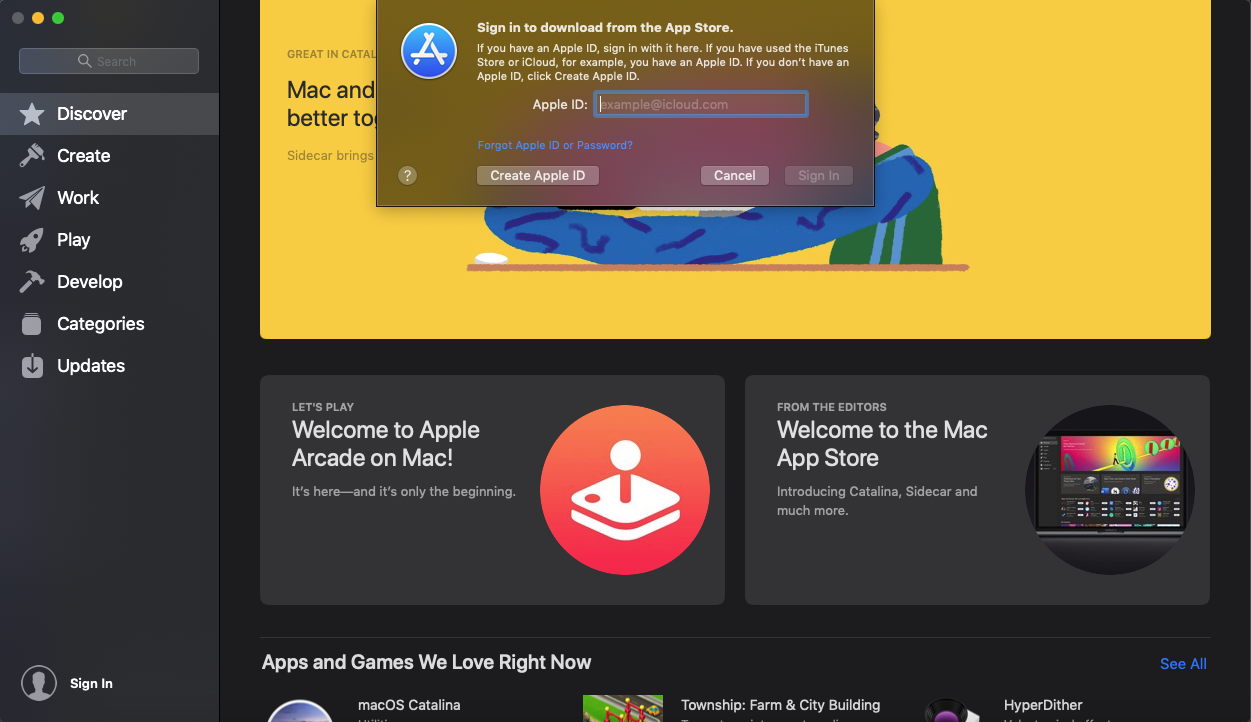 Search
Discover
Create
Work
Play
Develop
Categories
Updates
Sign In
Sign in to download from the App Store.
If you have an Apple ID, sign in with it here. If you have used the iTunes
Store or iCloud, for example, you have an Apple ID. If you don't have an
Apple ID, click Create Apple ID.
Apple ID: example@icloud.com
Forgot Apple ID or Password?
? Create Apple ID Cancel Sign In
GREAT IN CATAL
Mac and
better tog
Sidecar brings
LET'S PLAY
Welcome to Apple
Arcade on Mac!
It's here—and it's only the beginning.
FROM THE EDITORS
Welcome to the Mac
App Store
Introducing Catalina, Sidecar and
much more.
Apps and Games We Love Right Now
See All
macOS Catalina
Township: Farm & City Building
HyperDither